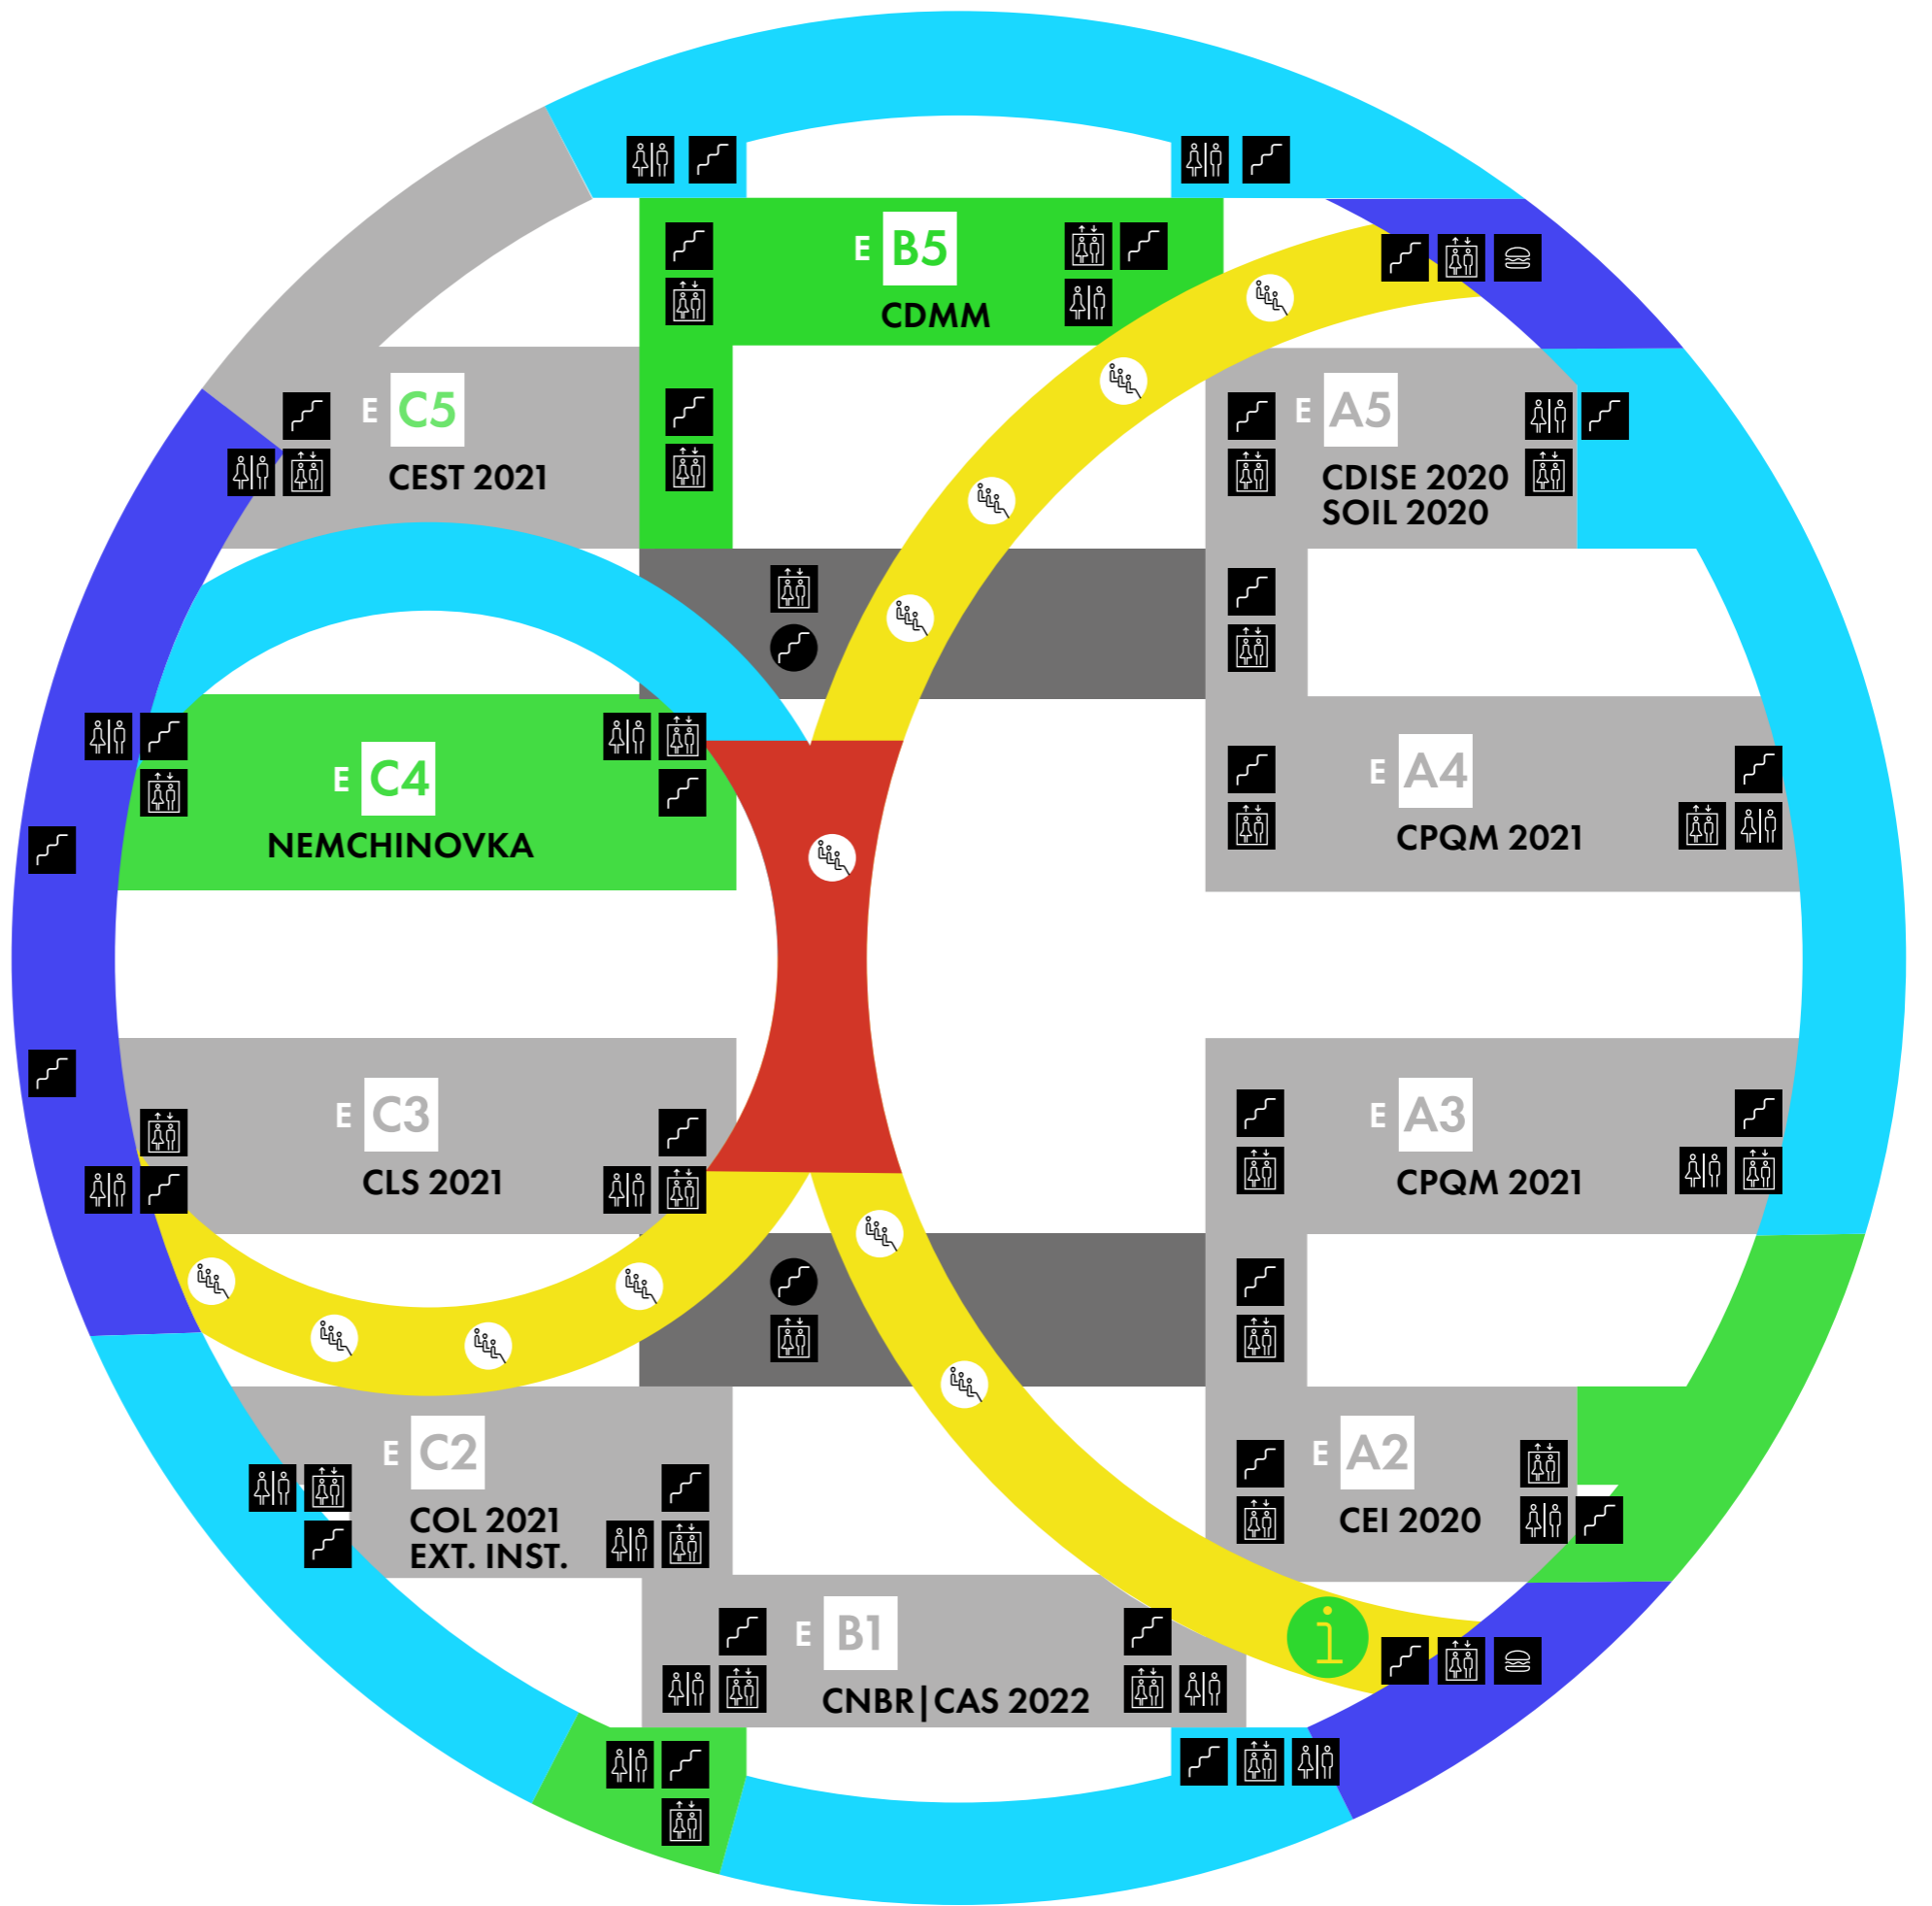 E B5
CDMM
E C5
CEST 2021
E A5
CDISE 2020
SOIL 2020
E C4
NEMCHINOVKA
E A4
CPQM 2021
E C3
CLS 2021
E A3
CPQM 2021
E C2
COL 2021
EXT. INST.
E A2
CEI 2020
E B1
CNBR|CAS 2022
i